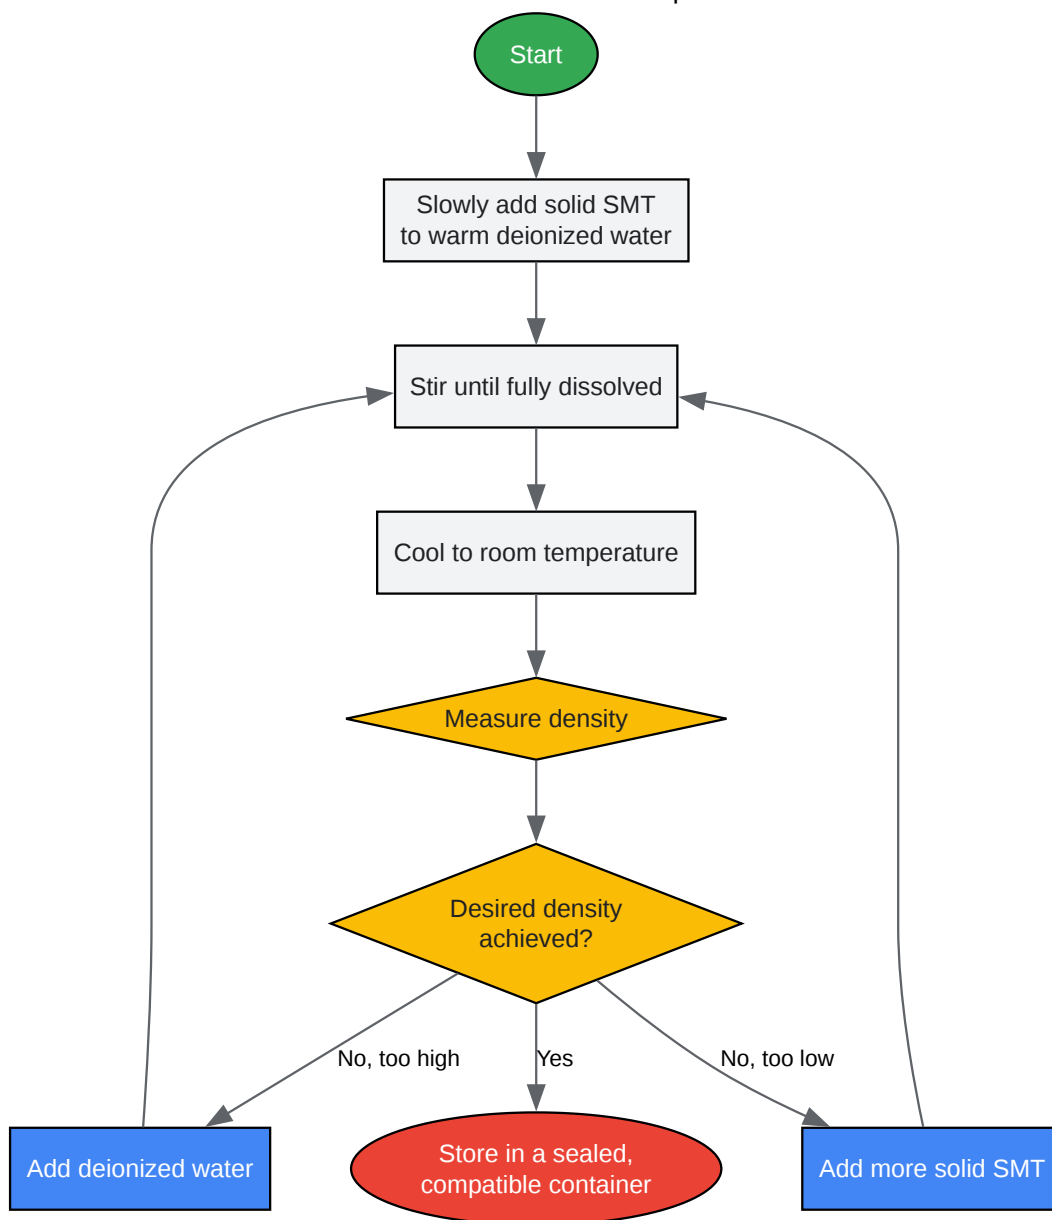 Start
Slowly add solid SMT
to warm deionized water
Stir until fully dissolved
Cool to room temperature
Measure density
Desired density
achieved?
No, too high
Yes
No, too low
Add deionized water
Store in a sealed,
compatible container
Add more solid SMT